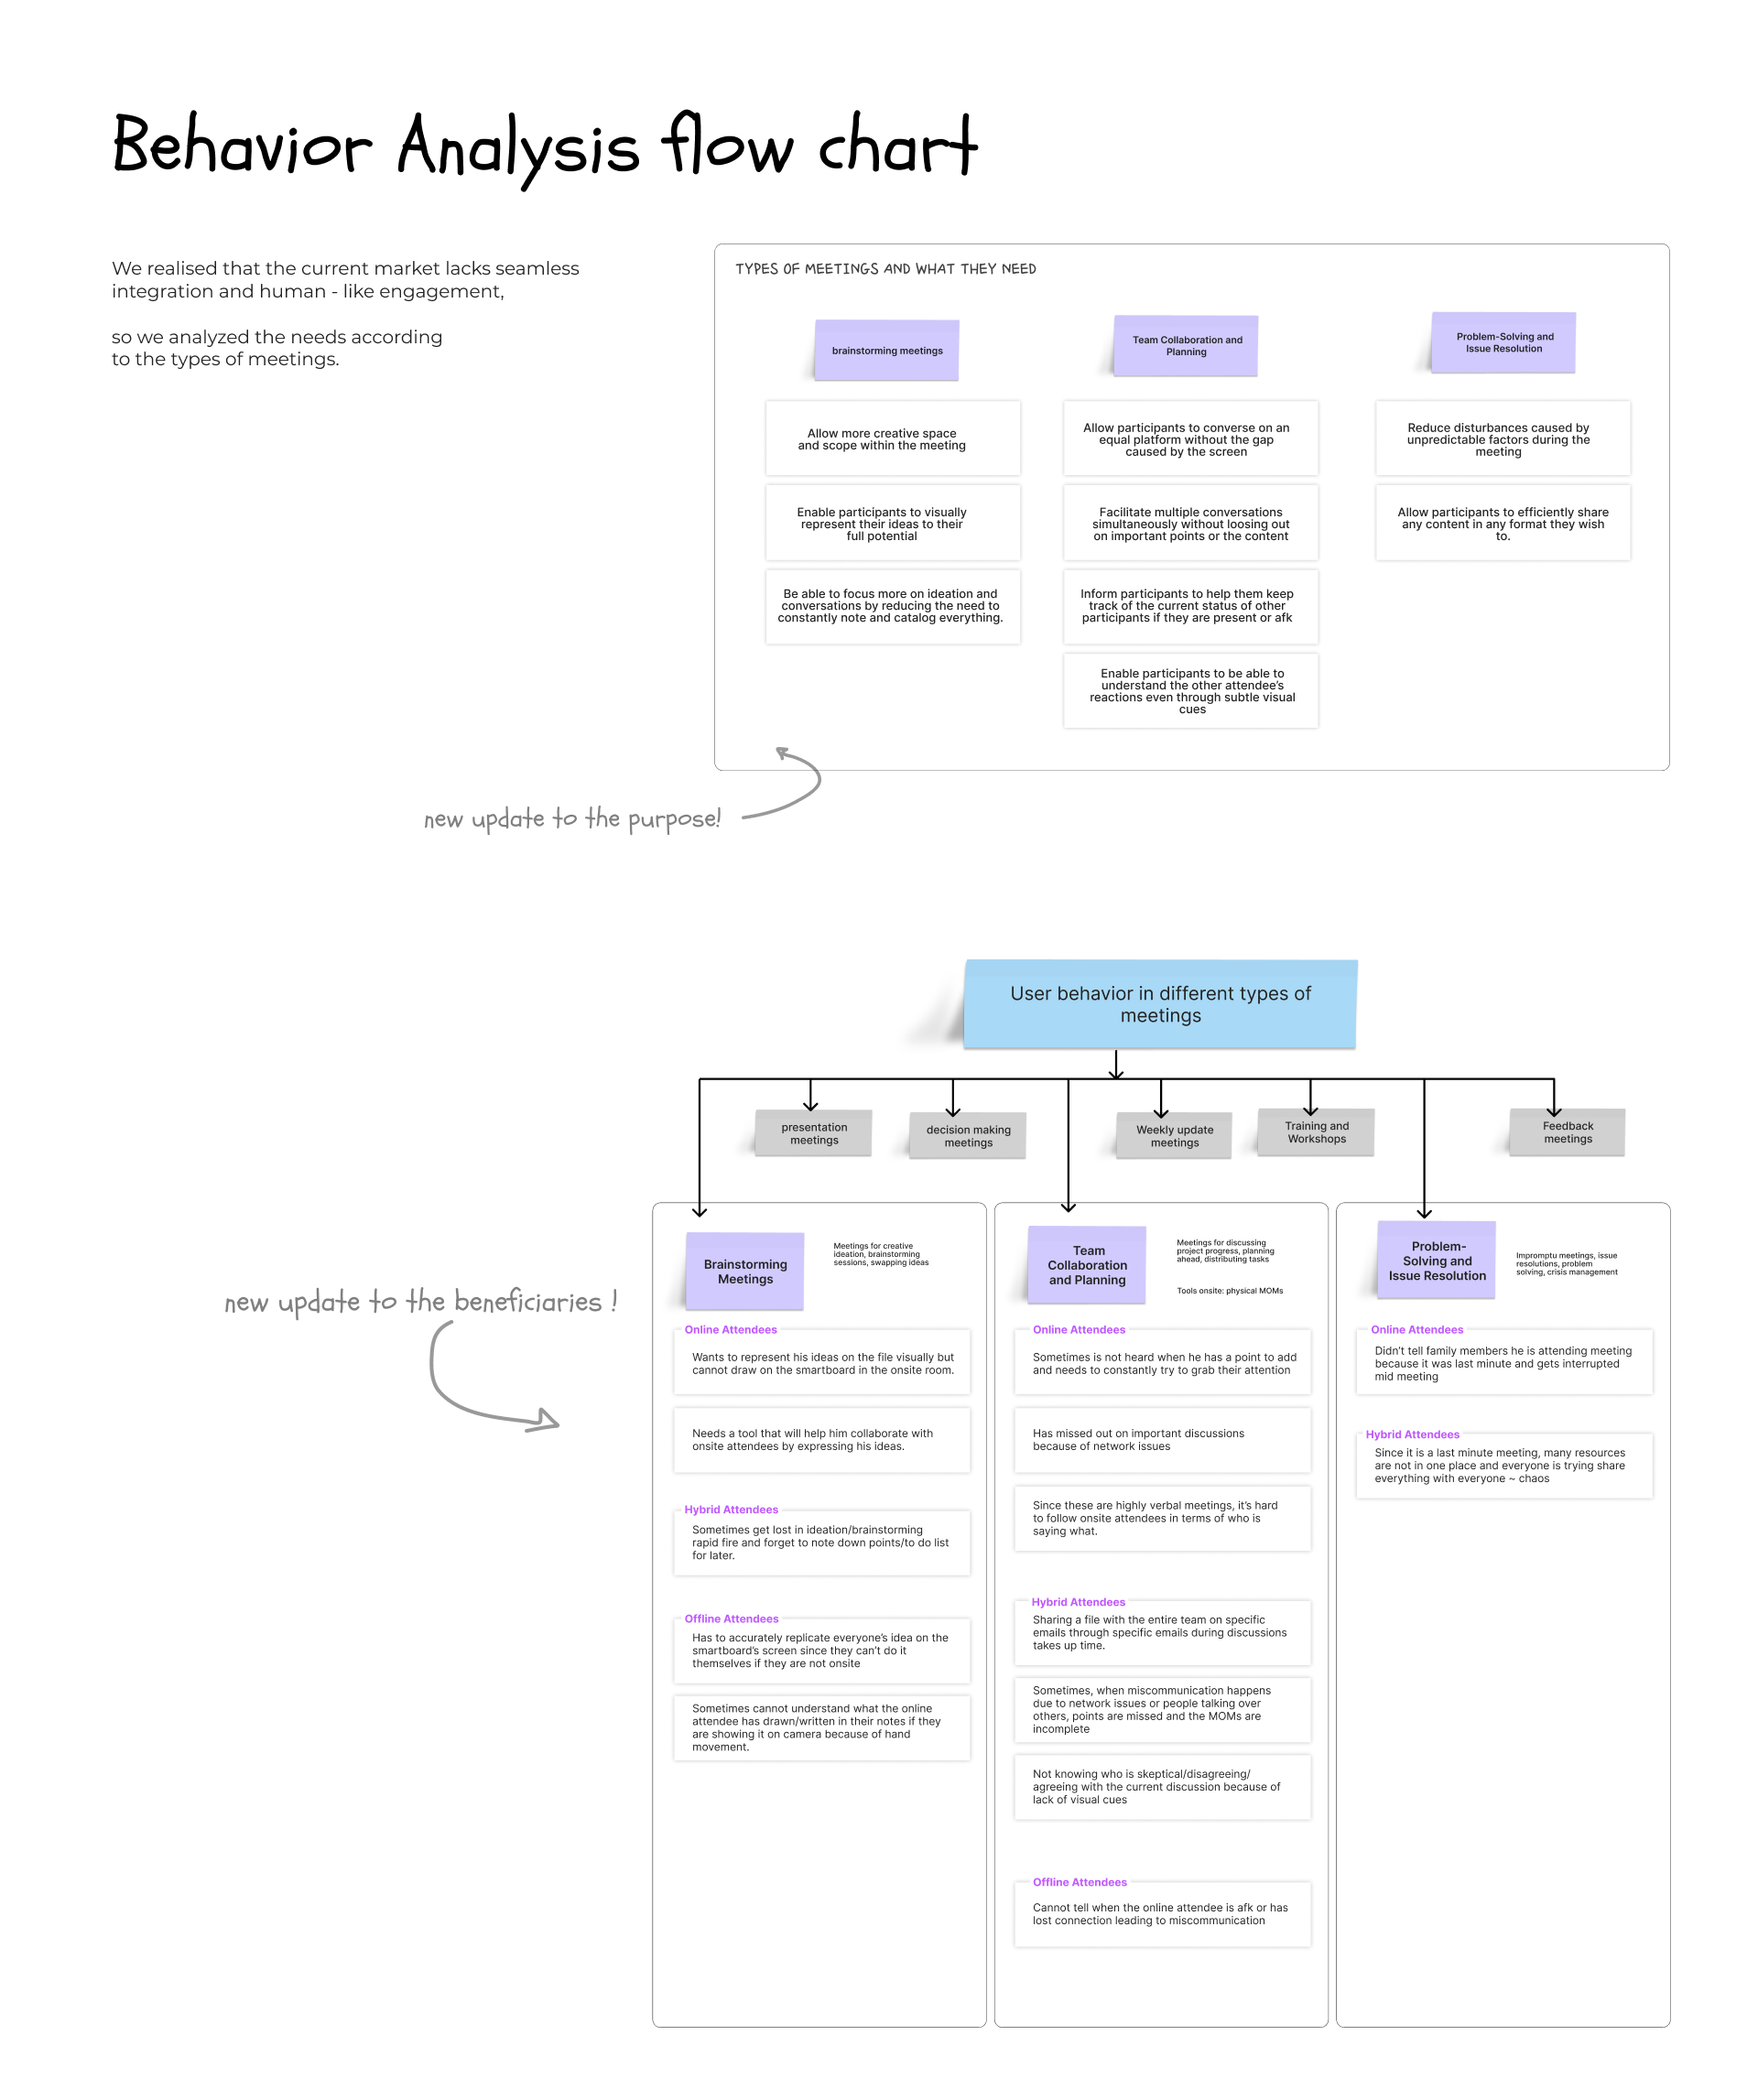 Behavior Analysis flow chart
We realised that the current market lacks seamless
integration and human - like engagement,
so we analyzed the needs according
to the types of meetings.
TYPES OF MEETINGS AND WHAT THEY NEED
brainstorming meetings
Allow more creative space
and scope within the meeting
Enable participants to visually
represent their ideas to their
full potential
Be able to focus more on ideation and
conversations by reducing the need to
constantly note and catalog everything.
Team Collaboration and
Planning
Allow participants to converse on an
equal platform without the gap
caused by the screen
Facilitate multiple conversations
simultaneously without loosing out
on important points or the content
Inform participants to help them keep
track of the current status of other
participants if they are present or afk
Enable participants to be able to
understand the other attendee's
reactions even through subtle visual
cues
Problem-Solving and
Issue Resolution
Reduce disturbances caused by
unpredictable factors during the
meeting
Allow participants to efficiently share
any content in any format they wish
to.
new update to the purpose!
User behavior in different types of
meetings
presentation
meetings
decision making
meetings
Weekly update
meetings
Training and
Workshops
Feedback
meetings
new update to the beneficiaries !
Brainstorming
Meetings
Meetings for creative
ideation, brainstorming
sessions, swapping ideas
Online Attendees
Wants to represent his ideas on the file visually but
cannot draw on the smartboard in the onsite room.
Needs a tool that will help him collaborate with
onsite attendees by expressing his ideas.
Hybrid Attendees
Sometimes get lost in ideation/brainstorming
rapid fire and forget to note down points/to do list
for later.
Offline Attendees
Has to accurately replicate everyone's idea on the
smartboard's screen since they can't do it
themselves if they are not onsite
Sometimes cannot understand what the online
attendee has drawn/written in their notes if they
are showing it on camera because of hand
movement.
Team
Collaboration
and Planning
Meetings for discussing
project progress, planning
ahead, distributing tasks
Tools onsite: physical MOMs
Online Attendees
Sometimes is not heard when he has a point to add
and needs to constantly try to grab their attention
Has missed out on important discussions
because of network issues
Since these are highly verbal meetings, it's hard
to follow onsite attendees in terms of who is
saying what.
Hybrid Attendees
Sharing a file with the entire team on specific
emails through specific emails during discussions
takes up time.
Sometimes, when miscommunication happens
due to network issues or people talking over
others, points are missed and the MOMs are
incomplete
Not knowing who is skeptical/disagreeing/
agreeing with the current discussion because of
lack of visual cues
Offline Attendees
Cannot tell when the online attendee is afk or has
lost connection leading to miscommunication
Problem-
Solving and
Issue Resolution
Impromptu meetings, issue
resolutions, problem
solving, crisis management
Online Attendees
Didn't tell family members he is attending meeting
because it was last minute and gets interrupted
mid meeting
Hybrid Attendees
Since it is a last minute meeting, many resources
are not in one place and everyone is trying share
everything with everyone ~ chaos